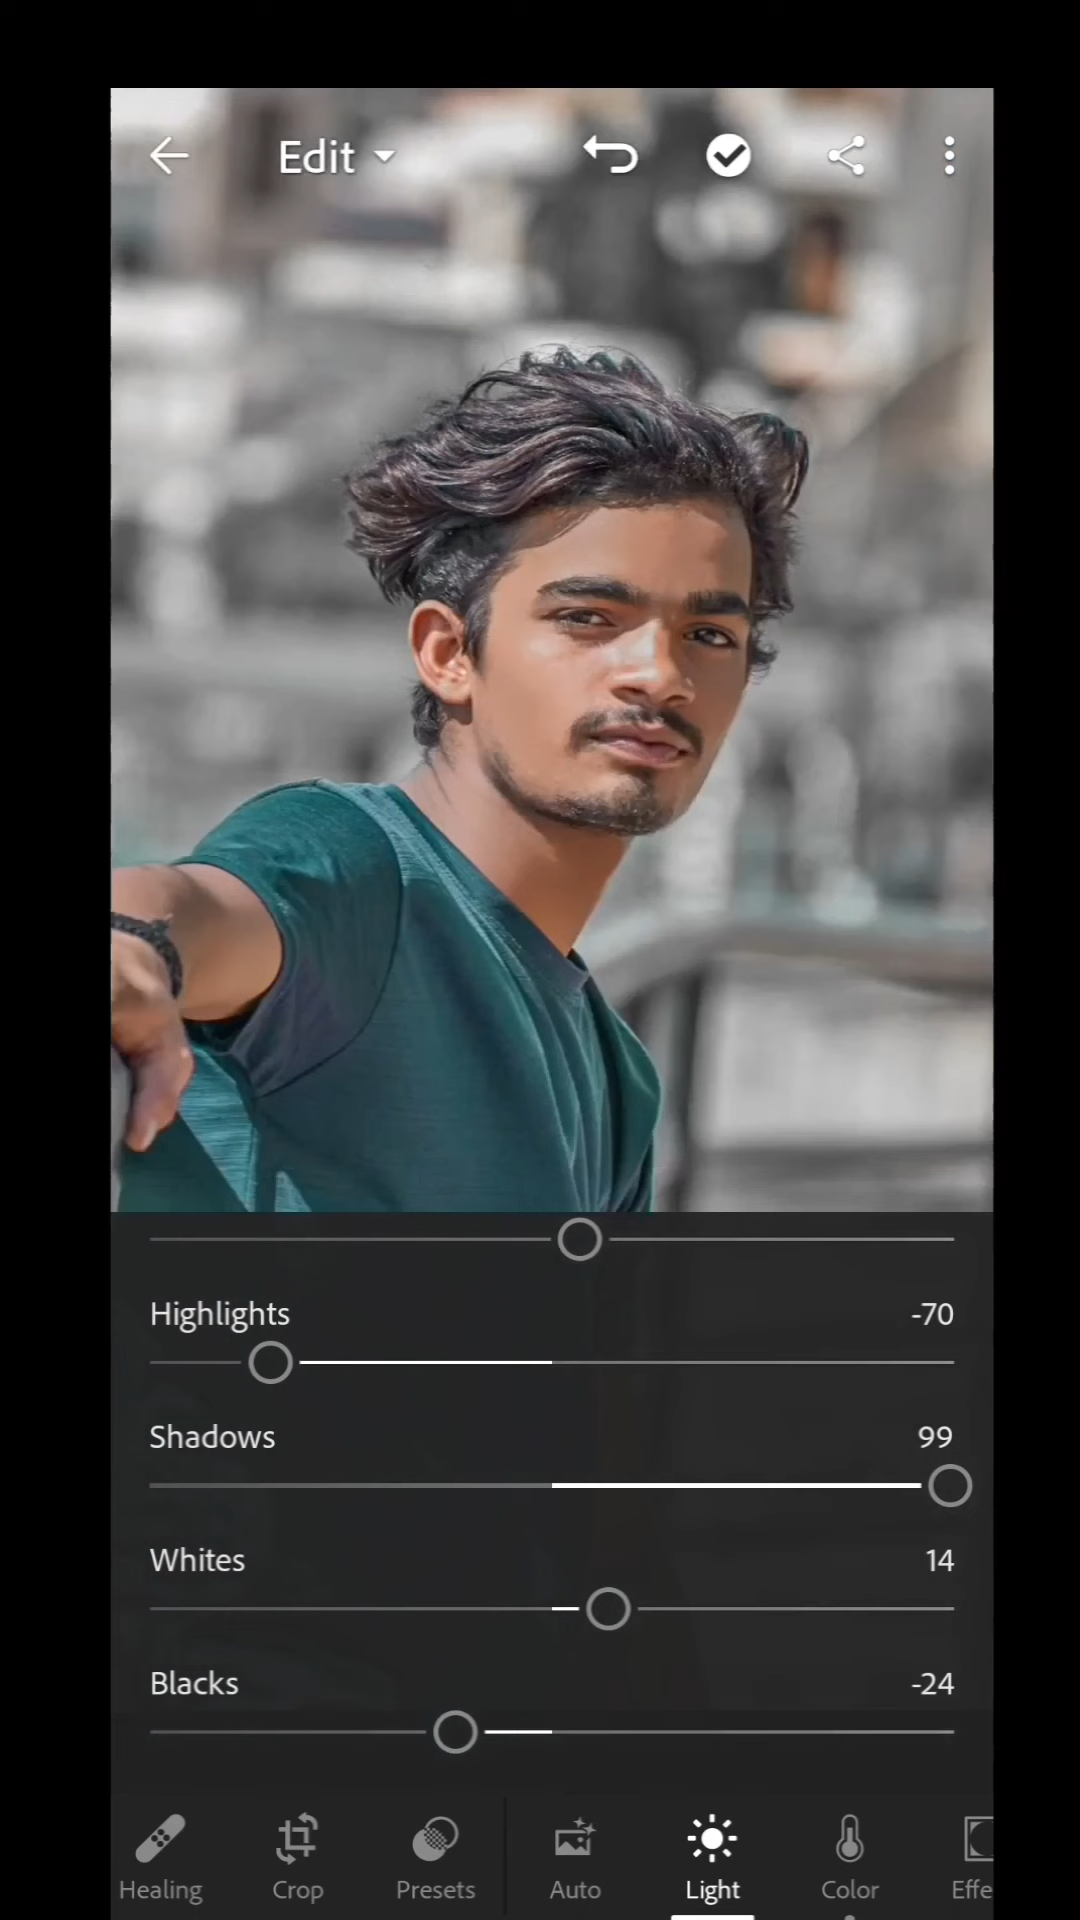 Edit
Highlights -70
Shadows 99
Whites 14
Blacks -24
Healing Crop Presets Auto Light Color Effe